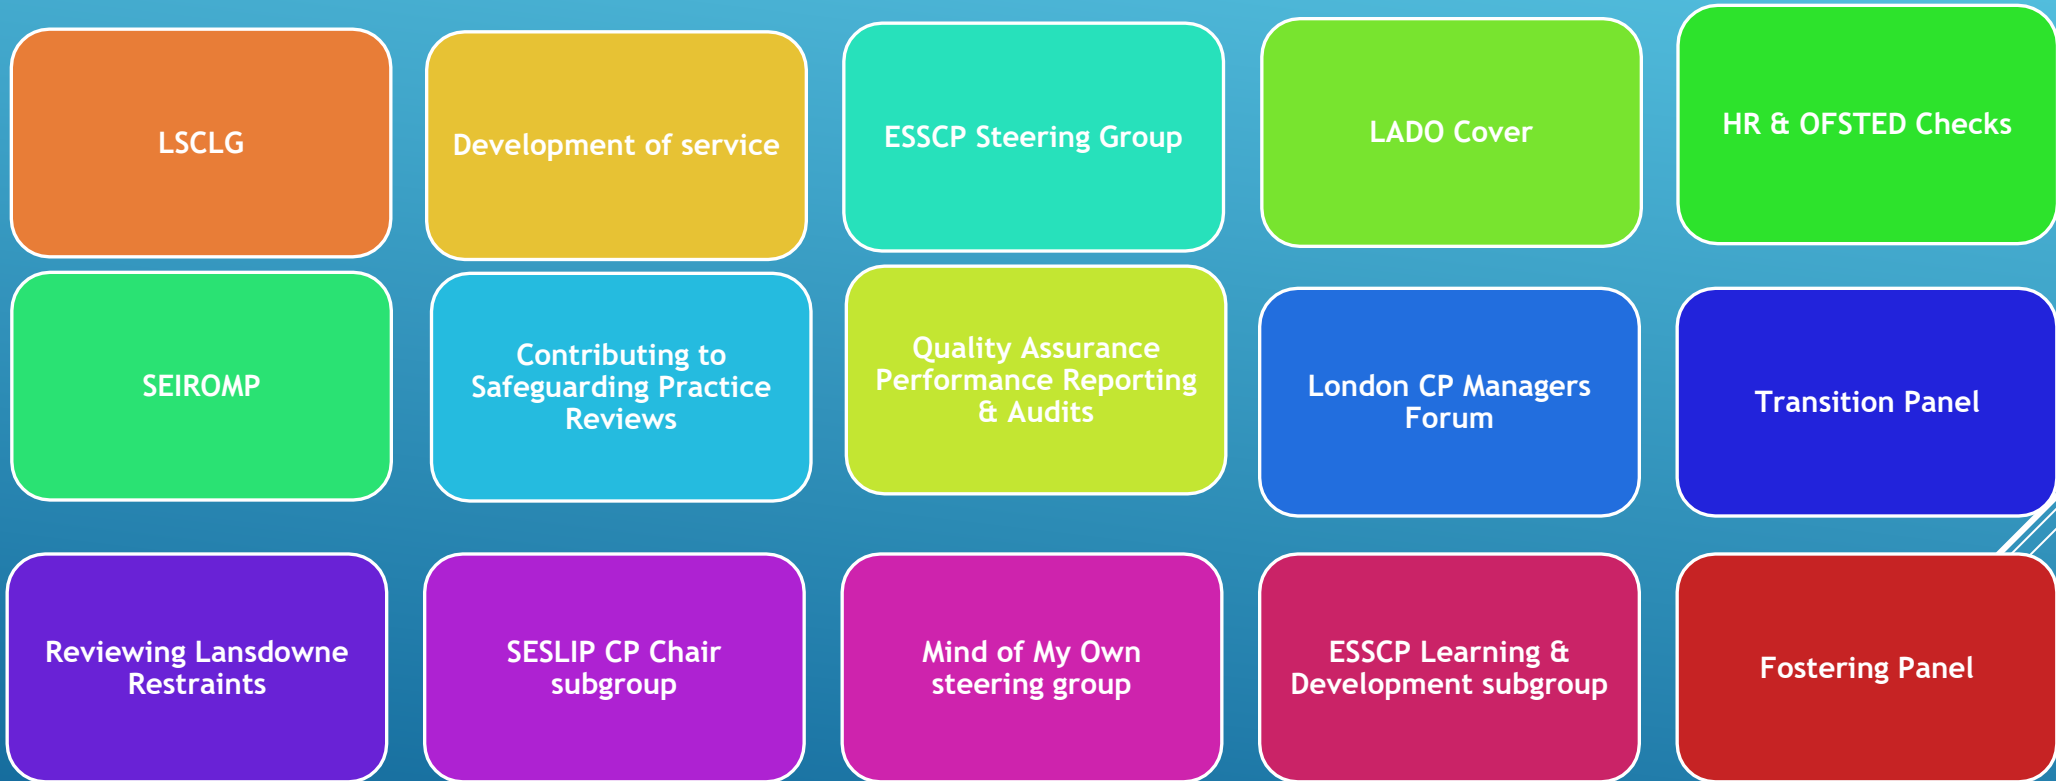 LSCLG
Development of service
ESSCP Steering Group
LADO Cover
HR & OFSTED Checks
SEIROMP
Contributing to
Safeguarding Practice
Reviews
Quality Assurance
Performance Reporting
& Audits
London CP Managers
Forum
Transition Panel
Reviewing Lansdowne
Restraints
SESLIP CP Chair
subgroup
Mind of My Own
steering group
ESSCP Learning &
Development subgroup
Fostering Panel